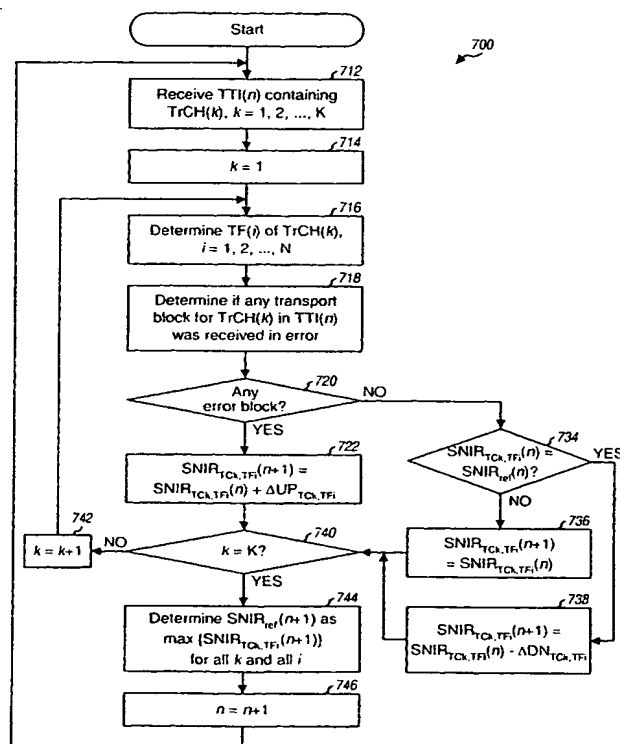 Start
700
712
Receive TTI(n) containing
TrCH(k), k = 1, 2, ..., K
714
k = 1
716
Determine TF(i) of TrCH(k),
i = 1, 2, ..., N
718
Determine if any transport
block for TrCH(k) in TTI(n)
was received in error
720
Any
error block?
NO
YES
734
SNIR_TCk,TFi(n) =
SNIR_ref(n)?
YES
NO
722
SNIR_TCk,TFi(n+1) =
SNIR_TCk,TFi(n) + ΔUP_TCk,TFi
736
SNIR_TCk,TFi(n+1)
= SNIR_TCk,TFi(n)
742
k = k+1
NO
740
k = K?
YES
738
SNIR_TCk,TFi(n+1) =
SNIR_TCk,TFi(n) - ΔDN_TCk,TFi
744
Determine SNIR_ref(n+1) as
max {SNIR_TCk,TFi(n+1)}
for all k and all i
746
n = n+1